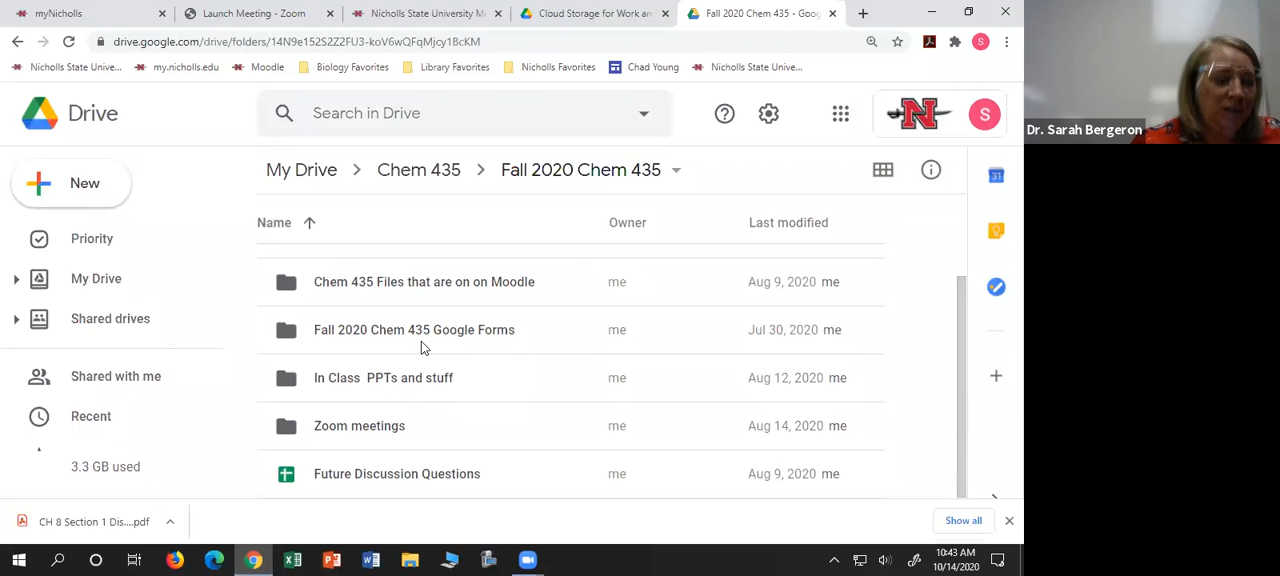 myNicholls
Launch Meeting - Zoom
Nicholls State University M
Cloud Storage for Work an
Fall 2020 Chem 435 - Goog
drive.google.com/drive/folders/14N9e152S2Z2FU3-koV6wQFqMjcy1BcKM
S
Nicholls State Unive...
my.nicholls.edu
Moodle
Biology Favorites
Library Favorites
Nicholls Favorites
Chad Young
Nicholls State Unive...
Drive
Search in Drive
N
S
Dr. Sarah Bergeron
New
My Drive > Chem 435 > Fall 2020 Chem 435
31
Priority
Name
Owner
Last modified
My Drive
Chem 435 Files that are on on Moodle
me
Aug 9, 2020 me
Shared drives
Fall 2020 Chem 435 Google Forms
me
Jul 30, 2020 me
Shared with me
In Class PPTs and stuff
me
Aug 12, 2020 me
Recent
Zoom meetings
me
Aug 14, 2020 me
3.3 GB used
Future Discussion Questions
me
Aug 9, 2020 me
CH 8 Section 1 Dis....pdf
Show all
10:43 AM
10/14/2020